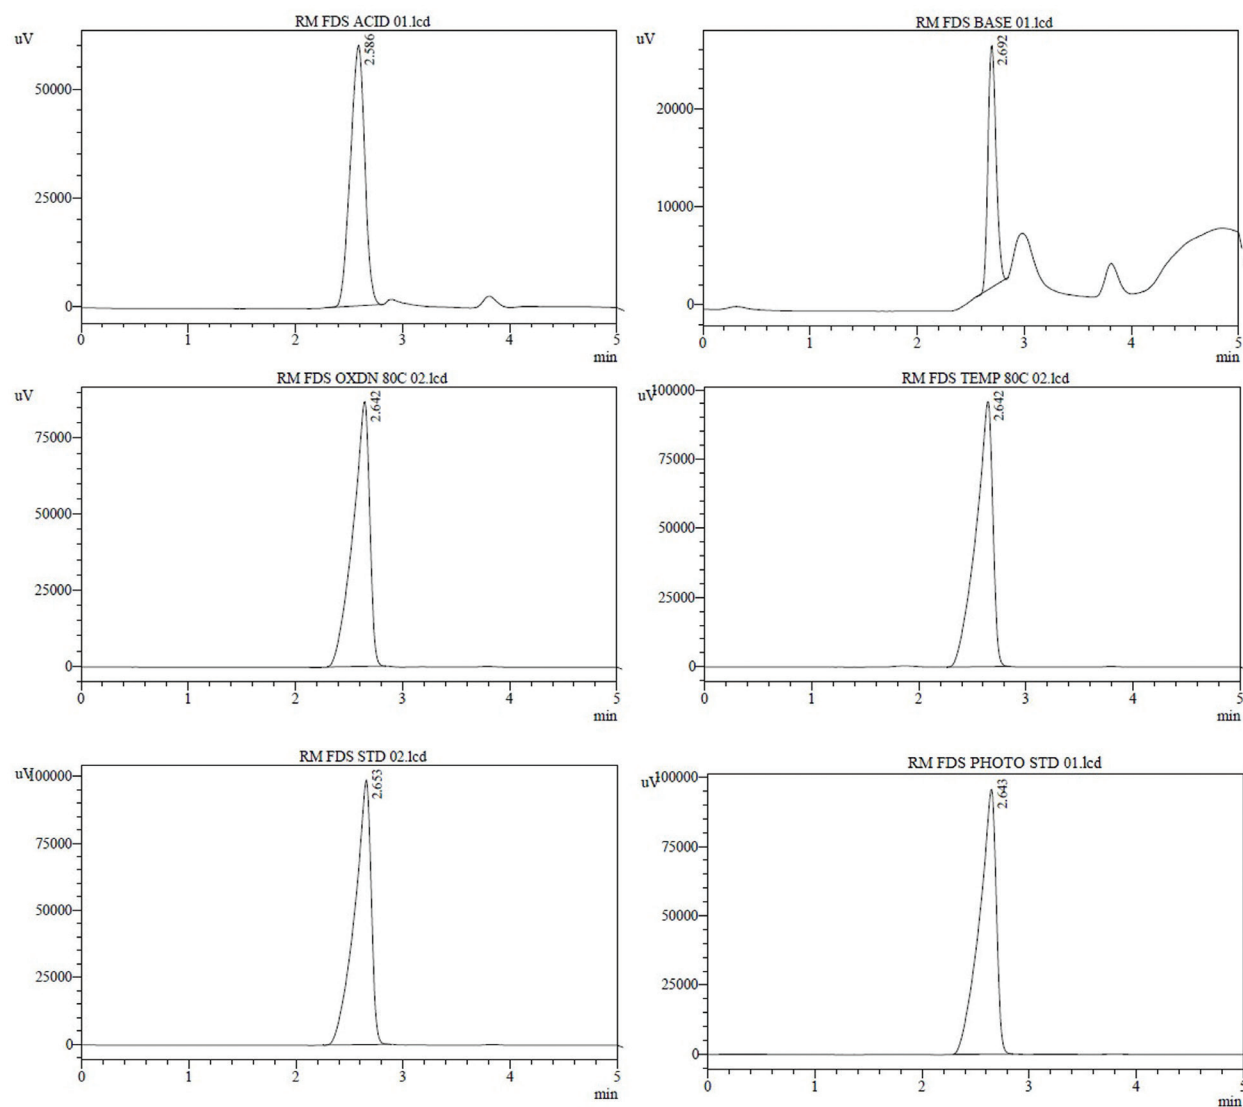 RM FDS ACID 01.lcd
uV
2.586
50000
25000
0
0 1 2 3 4 5
min
RM FDS BASE 01.lcd
uV
2.692
20000
10000
0
0 1 2 3 4 5
min
RM FDS OXDN 80C 02.lcd
uV
2.642
75000
50000
25000
0
0 1 2 3 4 5
min
RM FDS TEMP 80C 02.lcd
uV
100000
2.642
75000
50000
25000
0
0 1 2 3 4 5
min
RM FDS STD 02.lcd
uV
100000
2.653
75000
50000
25000
0
0 1 2 3 4 5
min
RM FDS PHOTO STD 01.lcd
uV
100000
2.643
75000
50000
25000
0
0 1 2 3 4 5
min